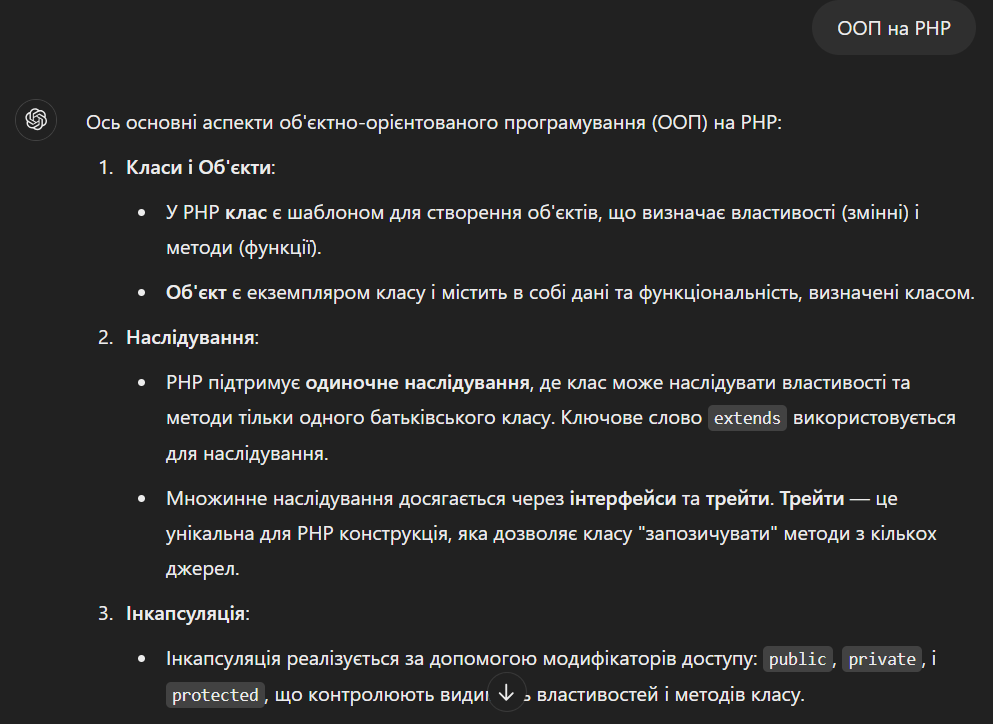 ООП на PHP
Ось основні аспекти об'єктно-орієнтованого програмування (ООП) на PHP:
1. Класи і Об'єкти:
• У PHP клас є шаблоном для створення об'єктів, що визначає властивості (змінні) і
методи (функції).
• Об'єкт є екземпляром класу і містить в собі дані та функціональність, визначені класом.
2. Наслідування:
• PHP підтримує одиночне наслідування, де клас може наслідувати властивості та
методи тільки одного батьківського класу. Ключове слово extends використовується
для наслідування.
• Множинне наслідування досягається через інтерфейси та трейти. Трейти — це
унікальна для PHP конструкція, яка дозволяє класу "запозичувати" методи з кількох
джерел.
3. Інкапсуляція:
• Інкапсуляція реалізується за допомогою модифікаторів доступу: public, private, і
protected, що контролюють властивостей і методів класу.